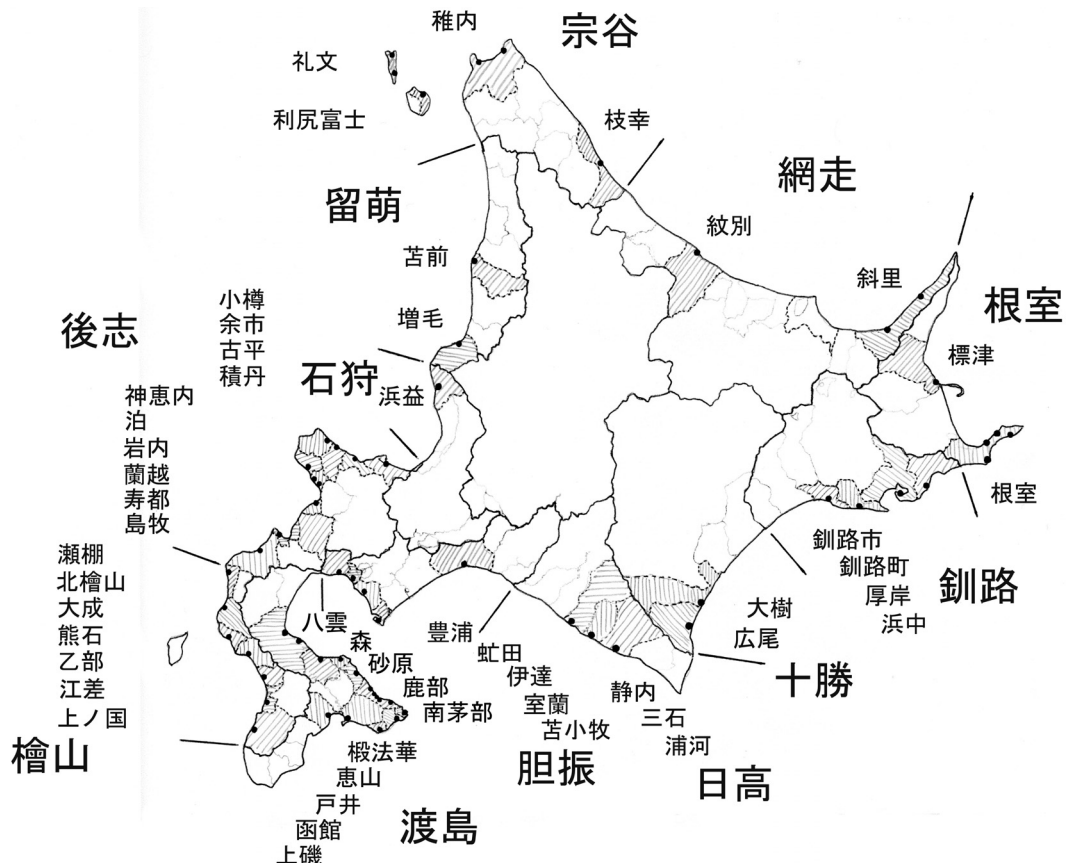 稚内
宗谷
礼文
利尻富士
枝幸
網走
留萌
紋別
苫前
斜里
根室
増毛
標津
小樽
余市
古平
積丹
後志
石狩
浜益
神恵内
泊
岩内
蘭越
寿都
島牧
根室
釧路市
釧路町
厚岸
浜中
釧路
瀬棚
北檜山
大成
熊石
乙部
江差
上ノ国
檜山
八雲
森
砂原
鹿部
南茅部
椴法華
恵山
戸井
函館
上磯
渡島
豊浦
虻田
伊達
室蘭
苫小牧
胆振
大樹
広尾
十勝
静内
三石
浦河
日高